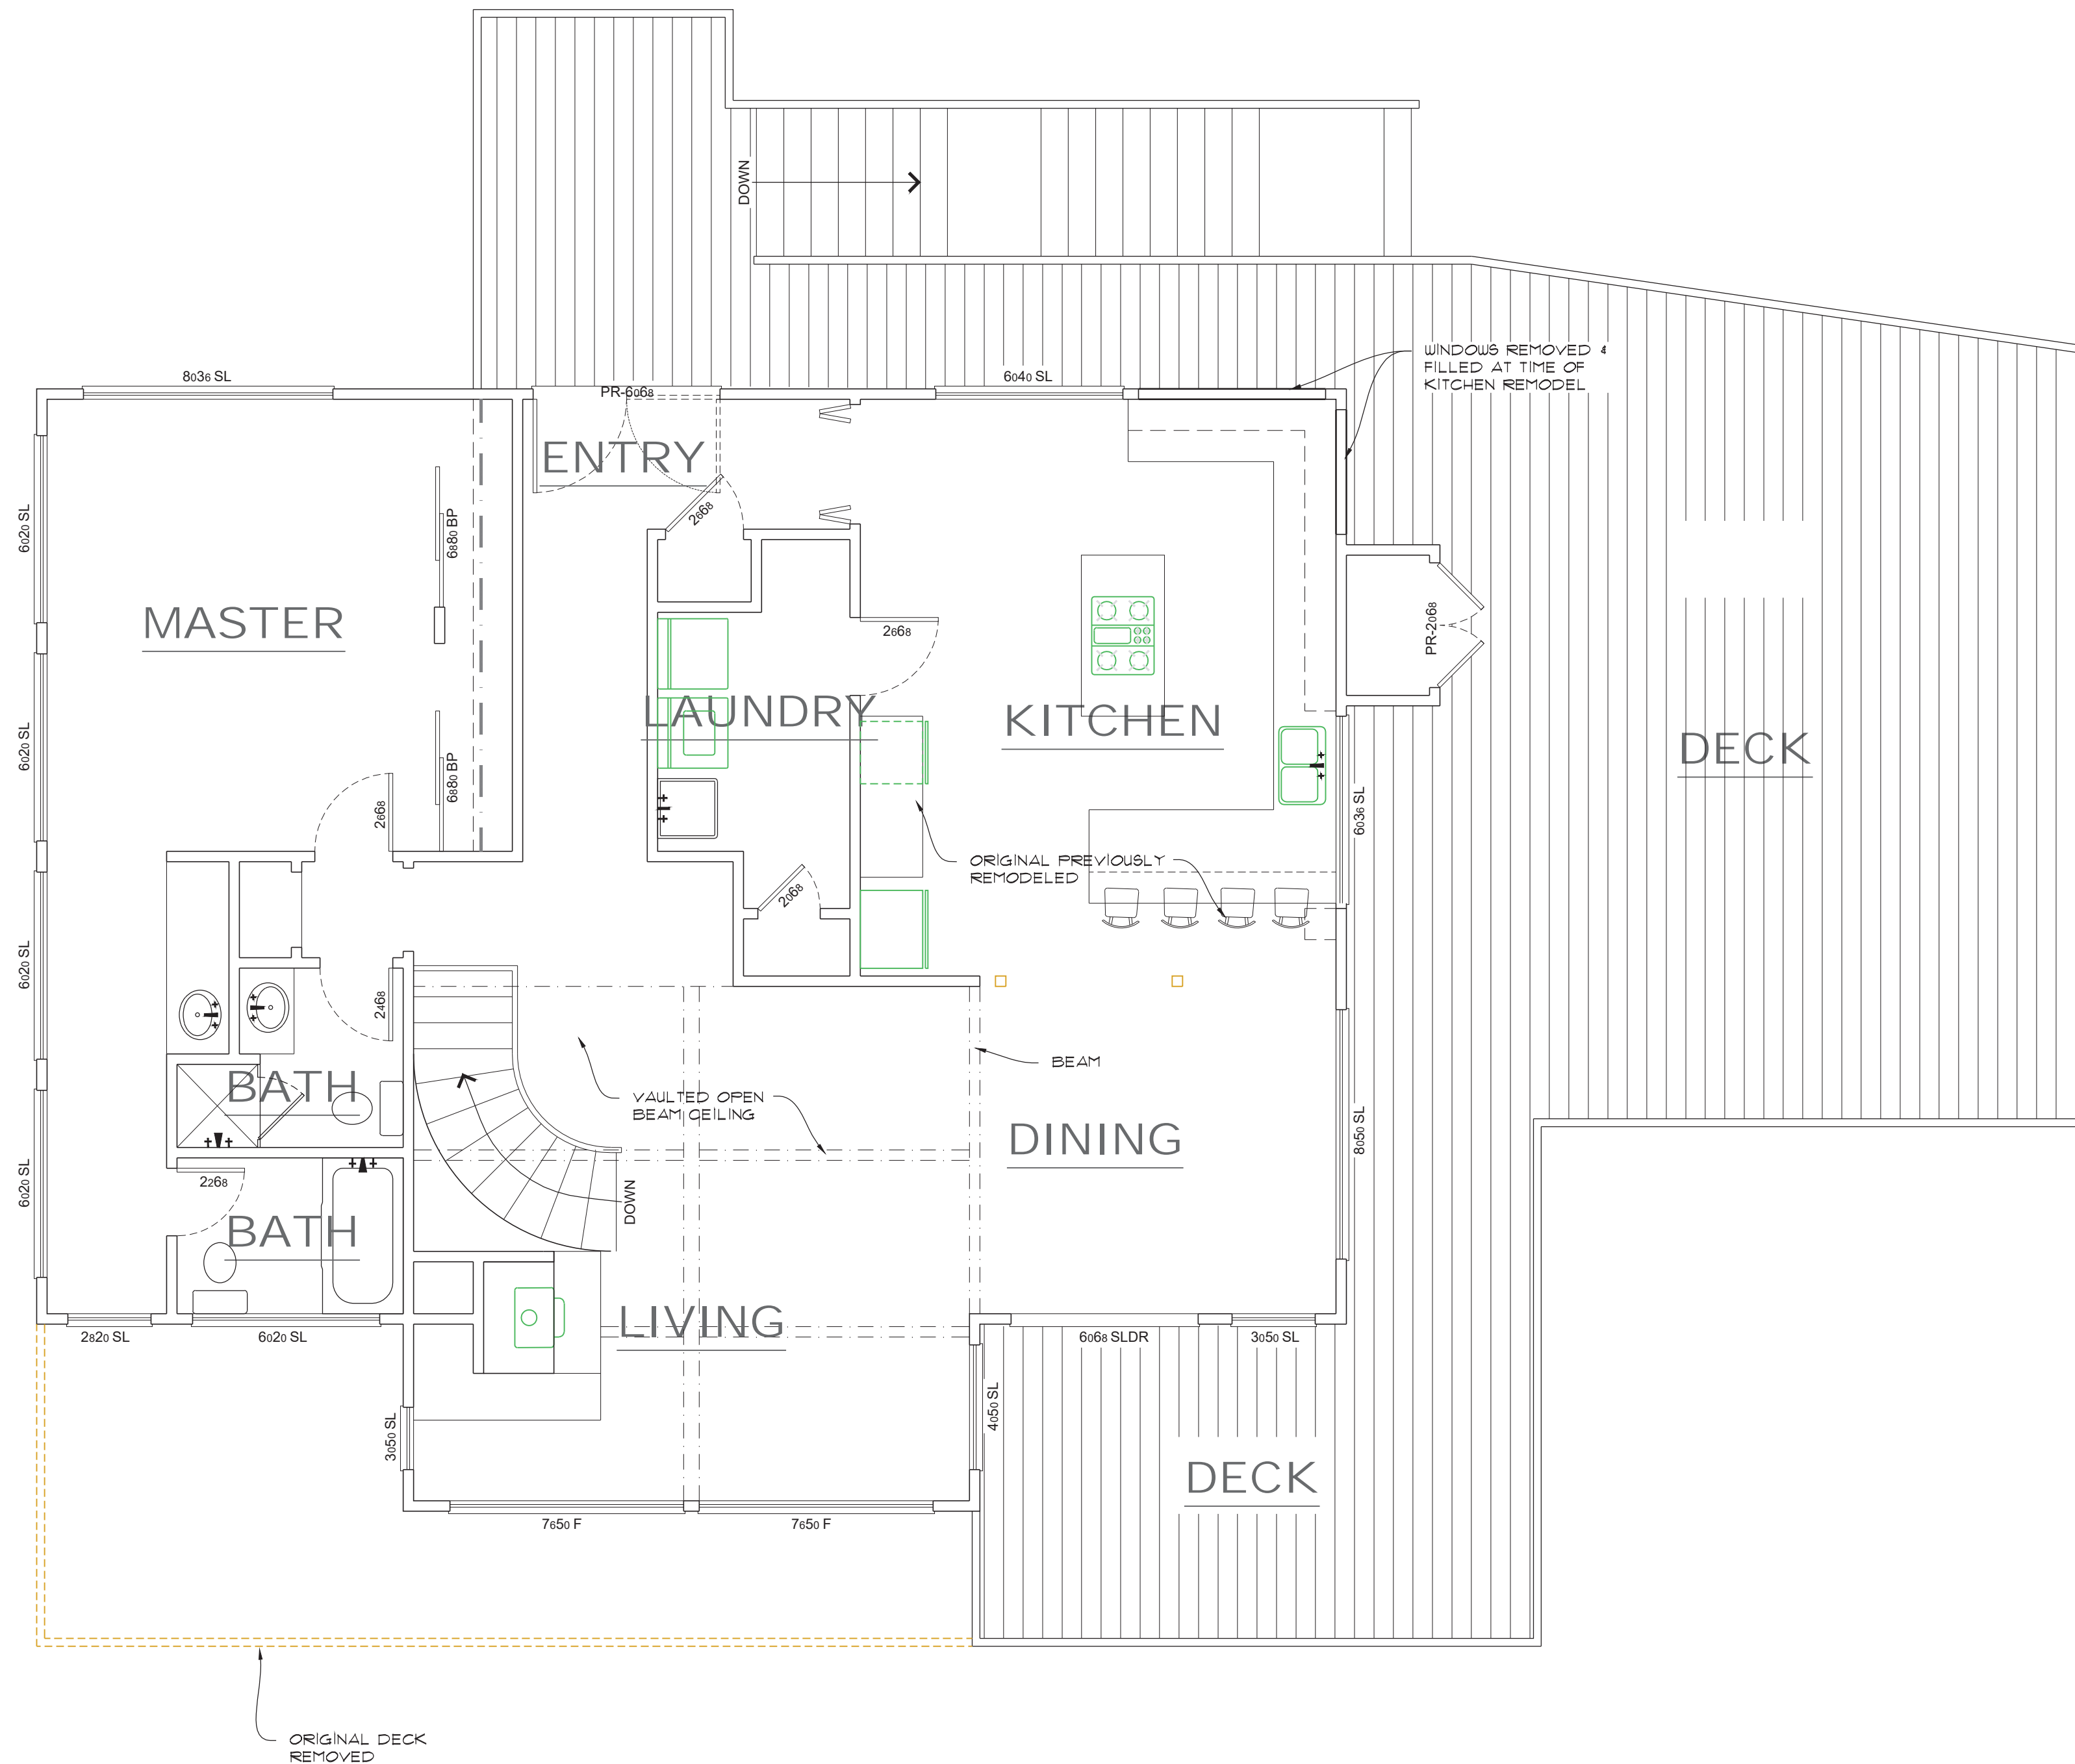 DOWN
WINDOWS REMOVED &
FILLED AT TIME OF
KITCHEN REMODEL
8036 SL
PR-6068
6040 SL
ENTRY
2668
6020 SL
6880 BP
MASTER
2668
PR-2068
LAUNDRY
KITCHEN
DECK
6020 SL
6880 BP
2668
6036 SL
ORIGINAL PREVIOUSLY
REMODELED
2068
6020 SL
2468
BEAM
BATH
VAULTED OPEN
BEAM CEILING
DINING
8050 SL
6020 SL
2268
DOWN
BATH
LIVING
2820 SL
6020 SL
6068 SLDR
3050 SL
3050 SL
4050 SL
DECK
7650 F
7650 F
ORIGINAL DECK
REMOVED